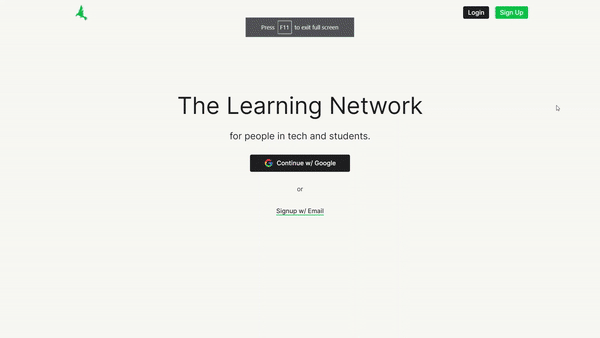 Login Sign Up
Press F11 to exit full screen
The Learning Network
for people in tech and students.
Continue w/ Google
or
Signup w/ Email